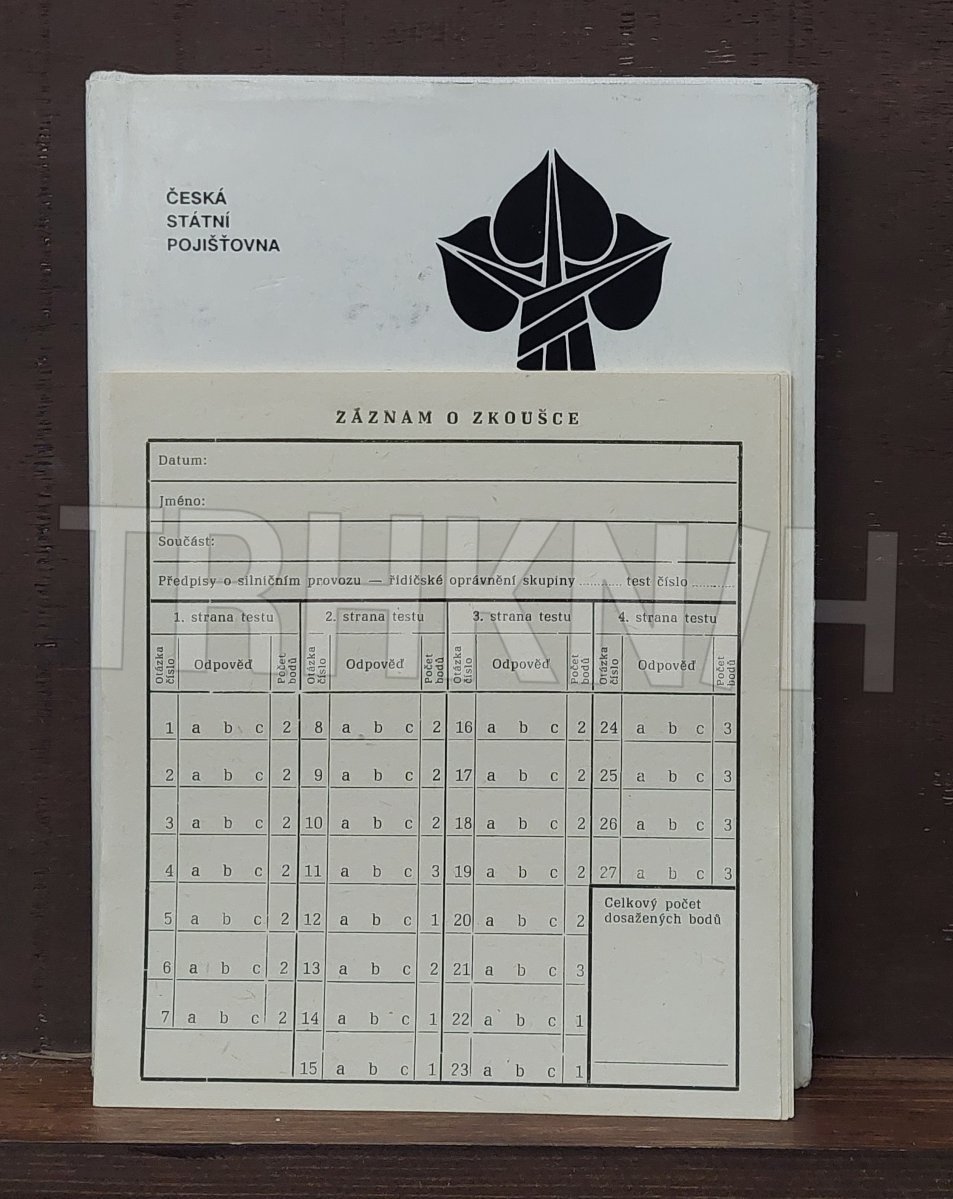 ČESKÁ
STÁTNÍ
POJIŠŤOVNA
ZÁZNAM O ZKOUŠCE
Datum:
Jméno:
Součást:
Předpisy o silničním provozu — řidičské oprávnění skupiny .......... test číslo ..........
1. strana testu 2. strana testu 3. strana testu 4. strana testu
Otázka číslo Odpověď Počet bodů Otázka číslo Odpověď Počet bodů Otázka číslo Odpověď Počet bodů Otázka číslo Odpověď Počet bodů
1 a b c 2 8 a b c 2 16 a b c 2 24 a b c 3
2 a b c 2 9 a b c 2 17 a b c 2 25 a b c 3
3 a b c 2 10 a b c 2 18 a b c 2 26 a b c 3
4 a b c 2 11 a b c 3 19 a b c 2 27 a b c 3
Celkový počet
dosažených bodů
5 a b c 2 12 a b c 1 20 a b c 2
6 a b c 2 13 a b c 2 21 a b c 3
7 a b c 2 14 a b c 1 22 a b c 1
15 a b c 1 23 a b c 1
TRHKNIH